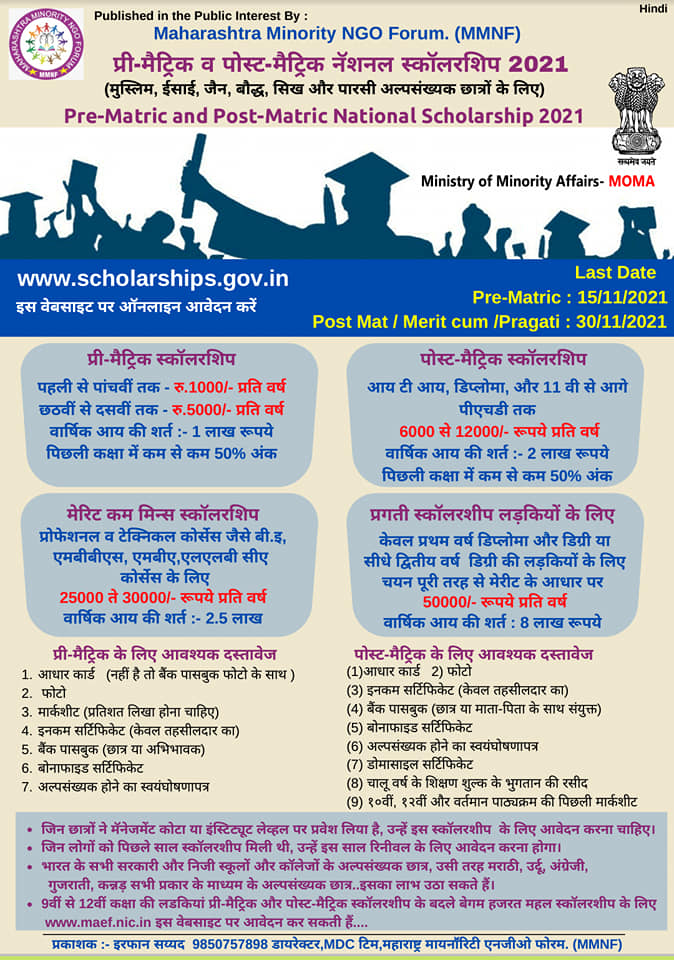 Hindi
Published in the Public Interest By :
Maharashtra Minority NGO Forum. (MMNF)
MAHARASHTRA MINORITY NGO FORUM
MMNF
प्री-मैट्रिक व पोस्ट-मैट्रिक नॅशनल स्कॉलरशिप 2021
(मुस्लिम, ईसाई, जैन, बौद्ध, सिख और पारसी अल्पसंख्यक छात्रों के लिए)
Pre-Matric and Post-Matric National Scholarship 2021
सत्यमेव जयते
Ministry of Minority Affairs- MOMA
www.scholarships.gov.in
इस वेबसाइट पर ऑनलाइन आवेदन करें
Last Date
Pre-Matric : 15/11/2021
Post Mat / Merit cum /Pragati : 30/11/2021
प्री-मैट्रिक स्कॉलरशिप
पहली से पांचवीं तक - रु.1000/- प्रति वर्ष
छठवीं से दसवीं तक - रु.5000/- प्रति वर्ष
वार्षिक आय की शर्त :- 1 लाख रूपये
पिछली कक्षा में कम से कम 50% अंक
पोस्ट-मैट्रिक स्कॉलरशिप
आय टी आय, डिप्लोमा, और 11 वी से आगे
पीएचडी तक
6000 से 12000/- रूपये प्रति वर्ष
वार्षिक आय की शर्त :- 2 लाख रूपये
पिछली कक्षा में कम से कम 50% अंक
मेरिट कम मिन्स स्कॉलरशिप
प्रोफेशनल व टेक्निकल कोर्सेस जैसे बी.इ,
एमबीबीएस, एमबीए,एलएलबी सीए
कोर्सेस के लिए
25000 ते 30000/- रूपये प्रति वर्ष
वार्षिक आय की शर्त :- 2.5 लाख
प्रगती स्कॉलरशीप लड़कियों के लिए
केवल प्रथम वर्ष डिप्लोमा और डिग्री या
सीधे द्वितीय वर्ष डिग्री की लड़कियों के लिए
चयन पूरी तरह से मेरीट के आधार पर
50000/- रूपये प्रति वर्ष
वार्षिक आय की शर्त : 8 लाख रूपये
प्री-मैट्रिक के लिए आवश्यक दस्तावेज
1. आधार कार्ड (नहीं है तो बैंक पासबुक फोटो के साथ )
2. फोटो
3. मार्कशीट (प्रतिशत लिखा होना चाहिए)
4. इनकम सर्टिफिकेट (केवल तहसीलदार का)
5. बैंक पासबुक (छात्र या अभिभावक)
6. बोनाफाइड सर्टिफिकेट
7. अल्पसंख्यक होने का स्वयंघोषणापत्र
पोस्ट-मैट्रिक के लिए आवश्यक दस्तावेज
(1)आधार कार्ड 2) फोटो
(3) इनकम सर्टिफिकेट (केवल तहसीलदार का)
(4) बैंक पासबुक (छात्र या माता-पिता के साथ संयुक्त)
(5) बोनाफाइड सर्टिफिकेट
(6) अल्पसंख्यक होने का स्वयंघोषणापत्र
(7) डोमासाइल सर्टिफिकेट
(8) चालू वर्ष के शिक्षण शुल्क के भुगतान की रसीद
(9) १०वीं, १२वीं और वर्तमान पाठ्यक्रम की पिछली मार्कशीट
• जिन छात्रों ने मॅनेजमेंट कोटा या इंस्टिट्यूट लेव्हल पर प्रवेश लिया है, उन्हें इस स्कॉलरशीप के लिए आवेदन करना चाहिए।
• जिन लोगों को पिछले साल स्कॉलरशीप मिली थी, उन्हें इस साल रिनीवल के लिए आवेदन करना होगा।
• भारत के सभी सरकारी और निजी स्कूलों और कॉलेजों के अल्पसंख्यक छात्र, उसी तरह मराठी, उर्दू, अंग्रेजी,
गुजराती, कन्नड़ सभी प्रकार के माध्यम के अल्पसंख्यक छात्र..इसका लाभ उठा सकते हैं।
• 9वीं से 12वीं कक्षा की लडकियां प्री-मैट्रिक और पोस्ट-मैट्रिक स्कॉलरशिप के बदले बेगम हजरत महल स्कॉलरशिप के लिए
www.maef.nic.in इस वेबसाइट पर आवेदन कर सकती हैं....
प्रकाशक :- इरफान सय्यद 9850757898 डायरेक्टर,MDC टिम,महाराष्ट्र मायनॉरिटी एनजीओ फोरम. (MMNF)